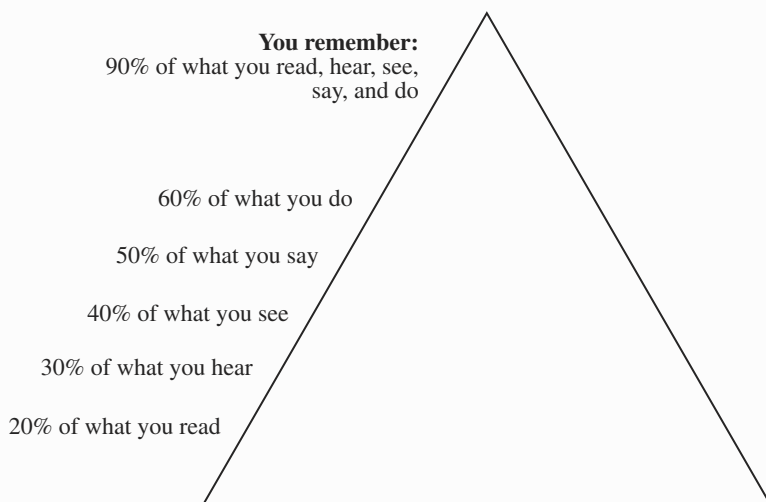 You remember:
90% of what you read, hear, see,
say, and do
60% of what you do
50% of what you say
40% of what you see
30% of what you hear
20% of what you read